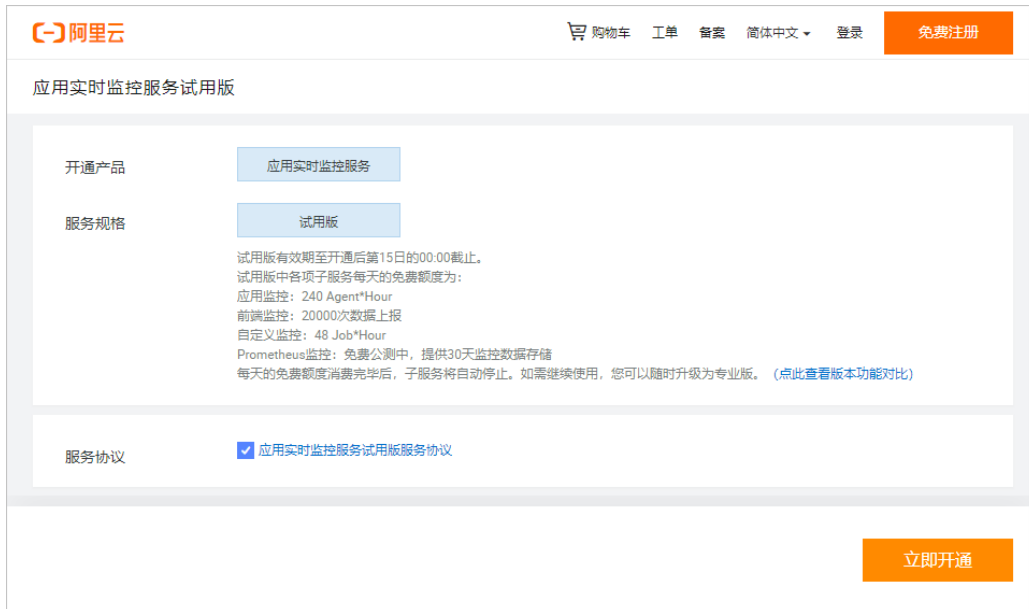 阿里云
购物车 工单 备案 简体中文 登录 免费注册
应用实时监控服务试用版
开通产品 应用实时监控服务
服务规格 试用版
试用版有效期至开通后第15日的00:00截止。
试用版中各项子服务每天的免费额度为：
应用监控：240 Agent*Hour
前端监控：20000次数据上报
自定义监控：48 Job*Hour
Prometheus监控：免费公测中，提供30天监控数据存储
每天的免费额度消费完毕后，子服务将自动停止。如需继续使用，您可以随时升级为专业版。（点此查看版本功能对比）
服务协议 应用实时监控服务试用版服务协议
立即开通